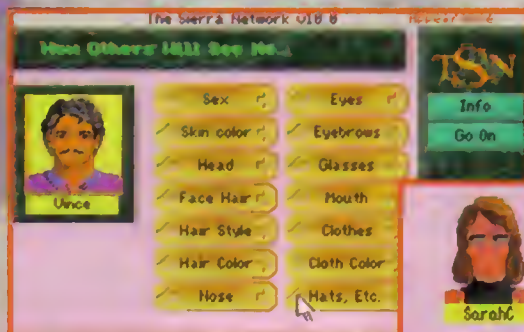 The Sierra Network V10.0
How Others Will See Me...
TSN
Info
Go On
Sex
Skin color
Head
Face Hair
Hair Style
Hair Color
Nose
Eyes
Eyebrows
Glasses
Mouth
Clothes
Cloth Color
Hats, Etc.
Vince
SarahC